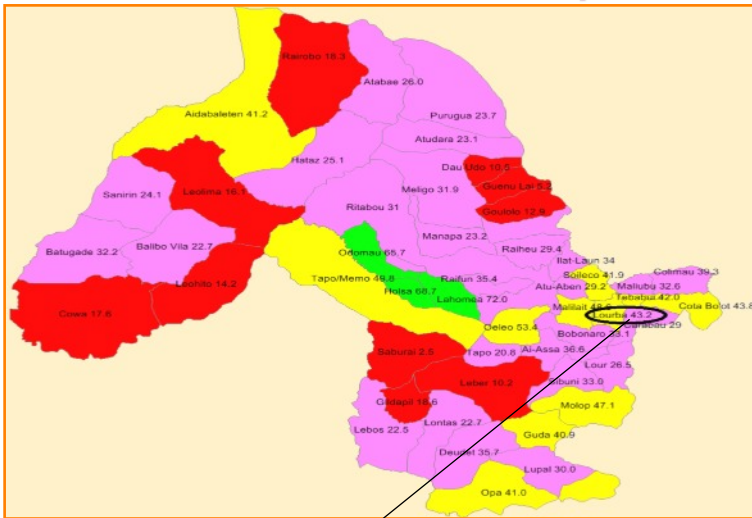 Rairobo 18.3
Atabae 26.0
Aidabaleten 41.2
Purugua 23.7
Atudara 23.1
Hataz 25.1
Dau Udo 10.5
Guenu Lai 5.2
Sanirin 24.1
Leolima 16.1
Meligo 31.9
Ritabou 31
Goulolo 12.9
Manapa 23.2
Batugade 32.2
Balibo Vila 22.7
Odomau 65.7
Raiheu 29.4
Ilat-Laun 34
Tapo/Memo 49.8
Raifun 35.4
Soileco 41.9
Colimau 39.3
Leohito 14.2
Holsa 68.7
Atu-Aben 29.2
Maliubu 32.6
Lahomea 72.0
Tebabui 42.0
Cowa 17.6
Cota Bo'ot 43.8
Lourba 43.2
Oeleo 53.4
Carabau 29
Bobonaro 33.1
Saburai 2.5
Tapo 20.8
Al-Assa 36.6
Lour 26.5
Leber 10.2
Sibuni 33.0
Gildapil 18.6
Molop 47.1
Lontas 22.7
Lebos 22.5
Guda 40.9
Deudet 35.7
Lupal 30.0
Opa 41.0